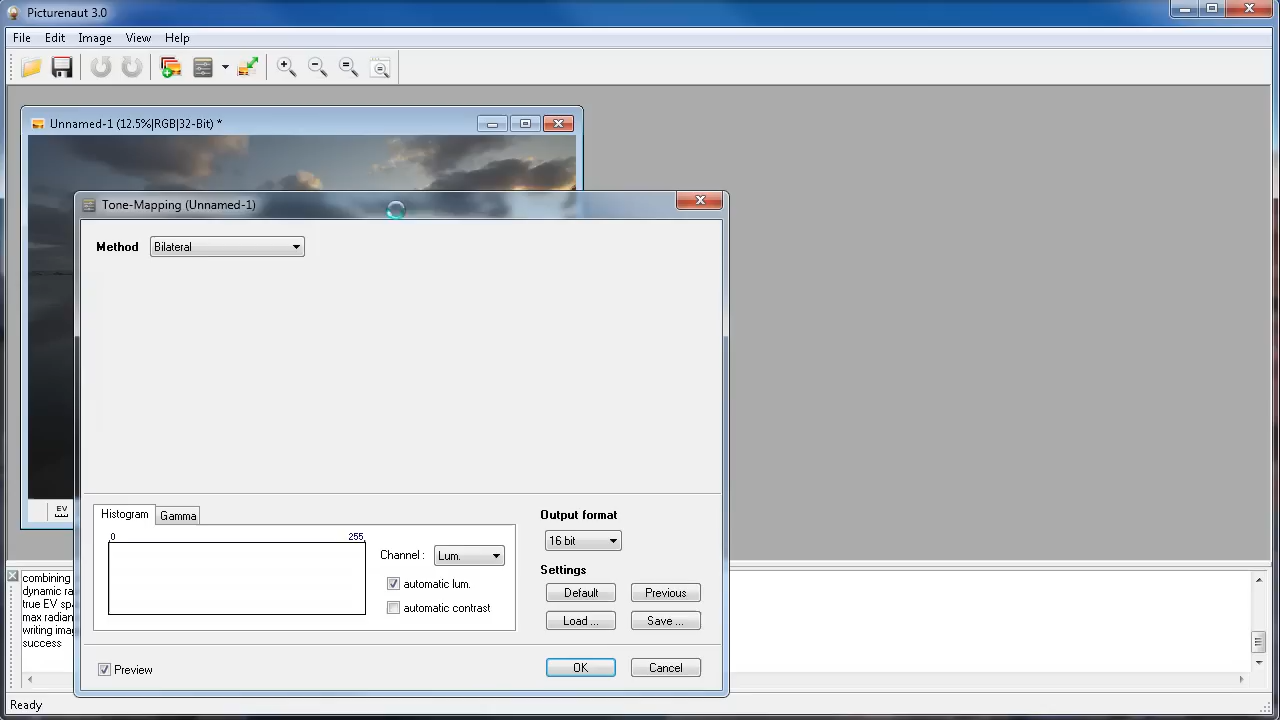 Picturenaut 3.0
File Edit Image View Help
Unnamed-1 (12.5%|RGB|32-Bit) *
Tone-Mapping (Unnamed-1)
Method Bilateral
EV
Histogram Gamma
0 255
Channel : Lum.
automatic lum.
automatic contrast
Output format
16 bit
Settings
Default Previous
Load ... Save ...
Preview
OK Cancel
combining
dynamic ra
true EV spa
max radian
writing imag
success
Ready